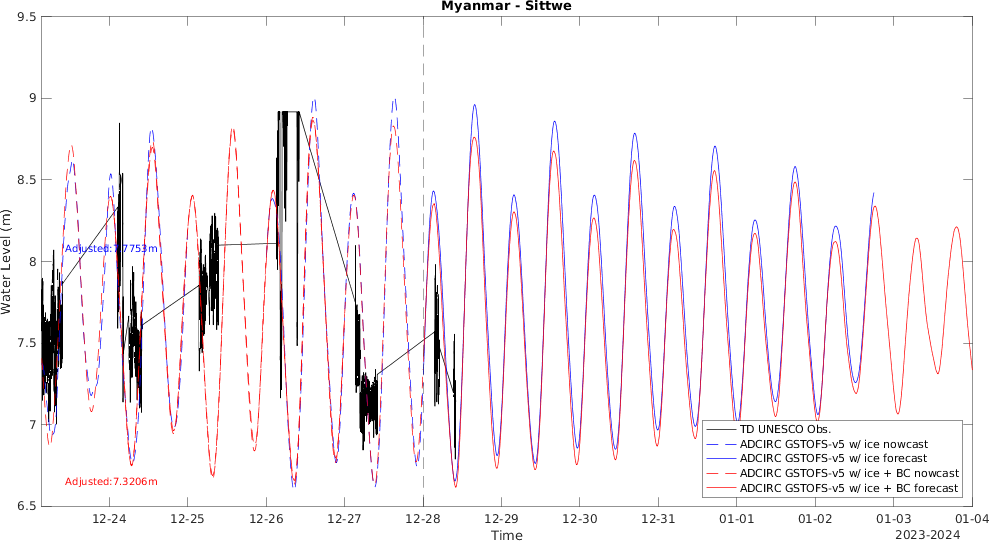 Myanmar - Sittwe
9.5
9
8.5
8
7.5
7
6.5
Water Level (m)
Adjusted:7.7753m
Adjusted:7.3206m
TD UNESCO Obs.
ADCIRC GSTOFS-v5 w/ ice nowcast
ADCIRC GSTOFS-v5 w/ ice forecast
ADCIRC GSTOFS-v5 w/ ice + BC nowcast
ADCIRC GSTOFS-v5 w/ ice + BC forecast
12-24 12-25 12-26 12-27 12-28 12-29 12-30 12-31 01-01 01-02 01-03 01-04
Time
2023-2024